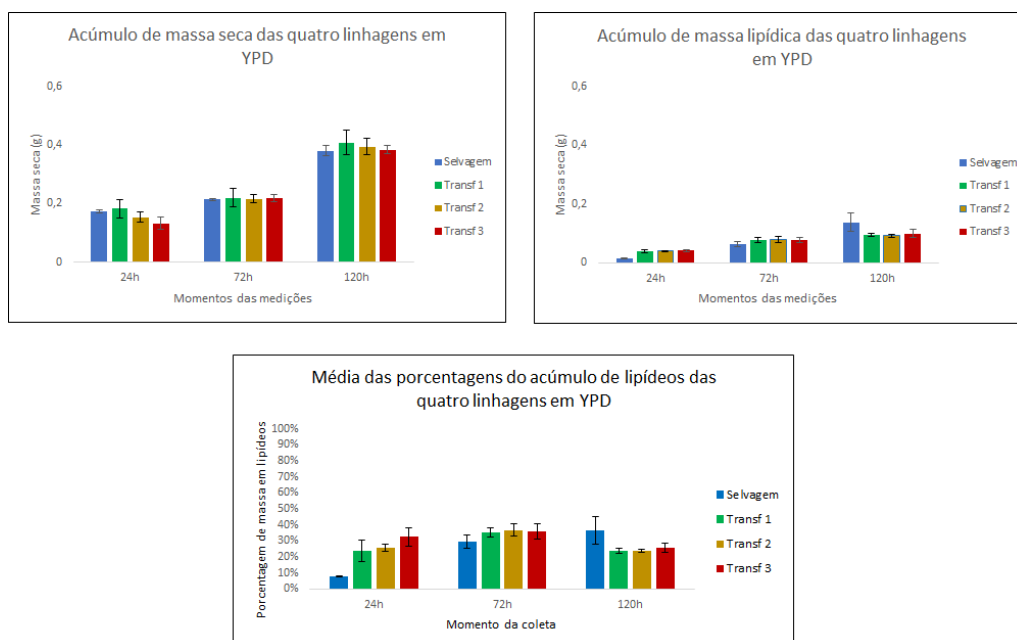 Acúmulo de massa seca das quatro linhagens em
YPD
0,6
0,4
0,2
0
Massa seca (g)
24h 72h 120h
Momentos das medições
Selvagem
Transf 1
Transf 2
Transf 3
Acúmulo de massa lipídica das quatro linhagens
em YPD
0,6
0,4
0,2
0
Massa seca (g)
24h 72h 120h
Momentos das medições
Selvagem
Transf 1
Transf 2
Transf 3
Média das porcentagens do acúmulo de lipídeos das
quatro linhagens em YPD
Porcentagem de massa em lipídeos
100%
90%
80%
70%
60%
50%
40%
30%
20%
10%
0%
24h 72h 120h
Momento da coleta
Selvagem
Transf 1
Transf 2
Transf 3